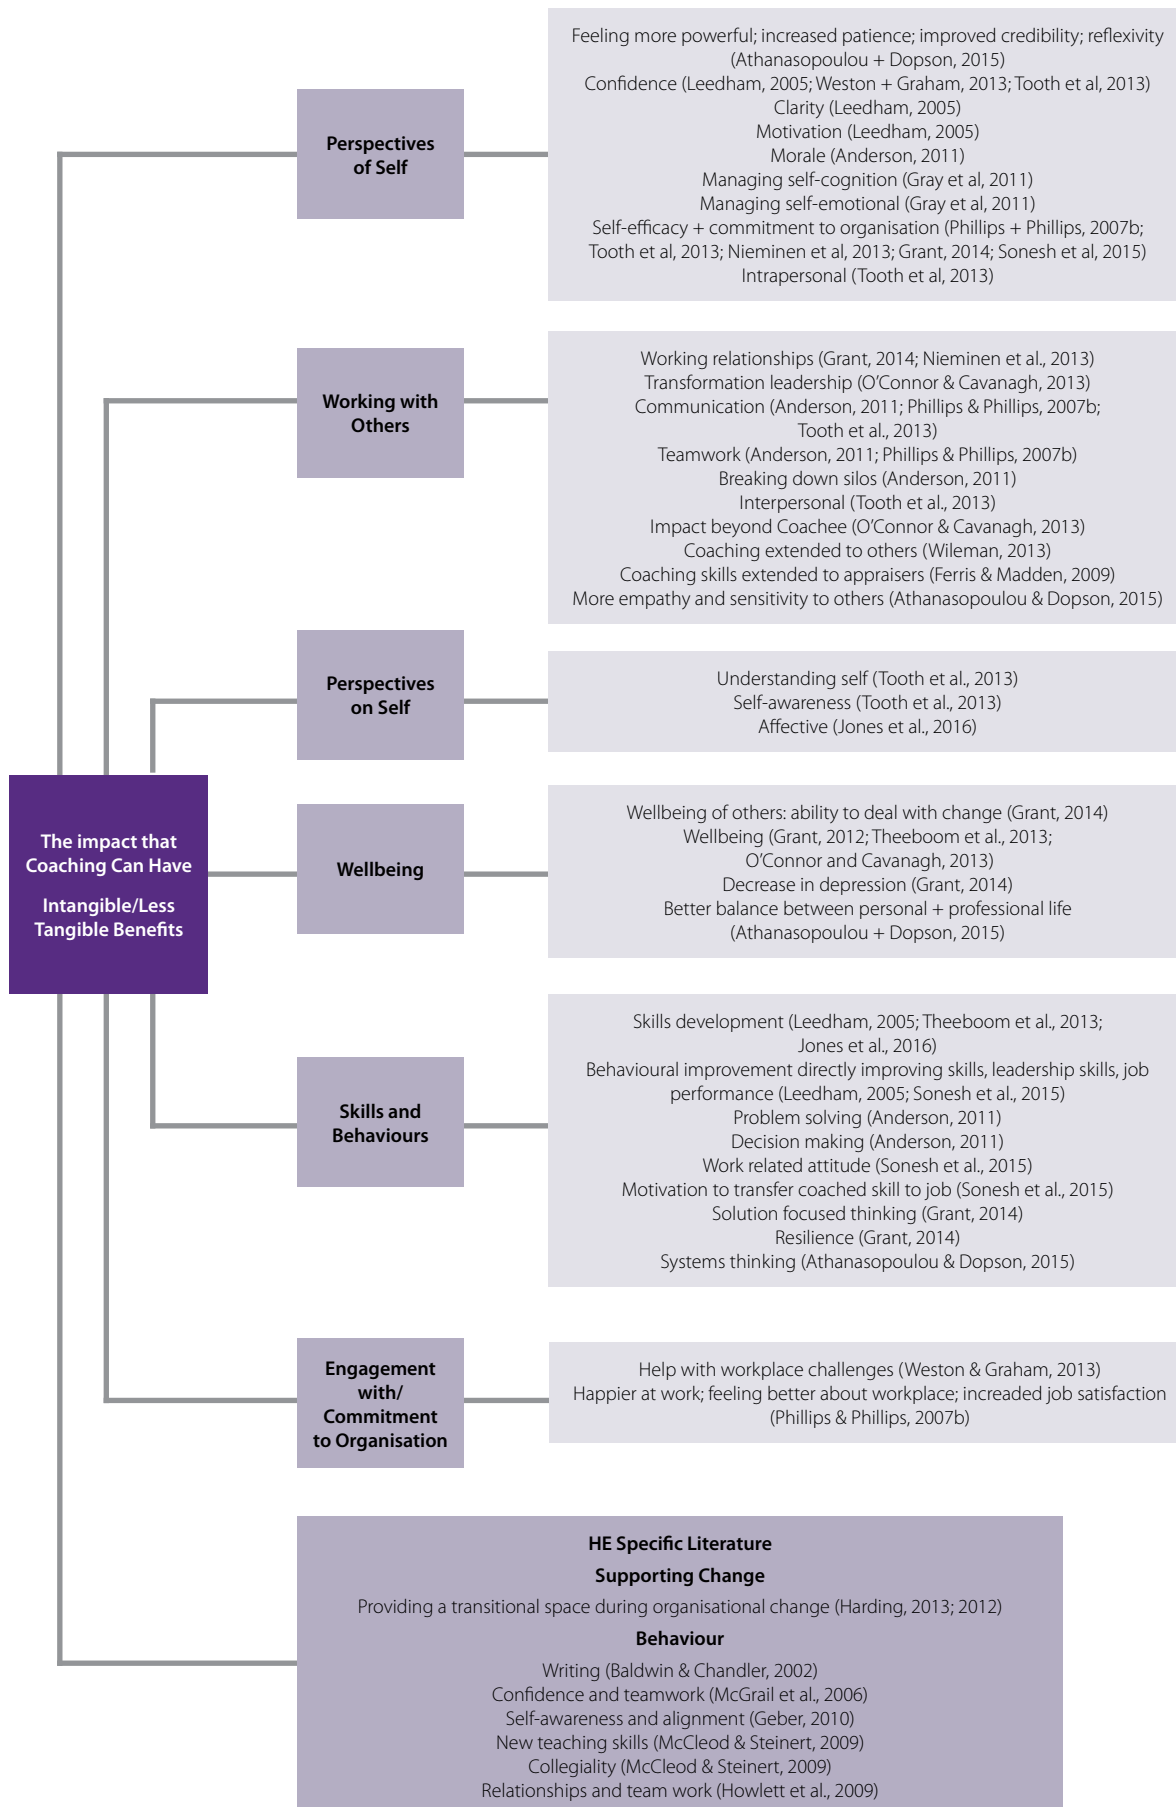 Feeling more powerful; increased patience; improved credibility; reflexivity
(Athanasopoulou + Dopson, 2015)
Confidence (Leedham, 2005; Weston + Graham, 2013; Tooth et al, 2013)
Clarity (Leedham, 2005)
Motivation (Leedham, 2005)
Morale (Anderson, 2011)
Managing self-cognition (Gray et al, 2011)
Managing self-emotional (Gray et al, 2011)
Self-efficacy + commitment to organisation (Phillips + Phillips, 2007b;
Tooth et al, 2013; Nieminen et al, 2013; Grant, 2014; Sonesh et al, 2015)
Intrapersonal (Tooth et al, 2013)
Perspectives
of Self
Working relationships (Grant, 2014; Nieminen et al., 2013)
Transformation leadership (O'Connor & Cavanagh, 2013)
Communication (Anderson, 2011; Phillips & Phillips, 2007b;
Tooth et al., 2013)
Teamwork (Anderson, 2011; Phillips & Phillips, 2007b)
Breaking down silos (Anderson, 2011)
Interpersonal (Tooth et al., 2013)
Impact beyond Coachee (O'Connor & Cavanagh, 2013)
Coaching extended to others (Wileman, 2013)
Coaching skills extended to appraisers (Ferris & Madden, 2009)
More empathy and sensitivity to others (Athanasopoulou & Dopson, 2015)
Working with
Others
Perspectives
on Self
Understanding self (Tooth et al., 2013)
Self-awareness (Tooth et al., 2013)
Affective (Jones et al., 2016)
The impact that
Coaching Can Have
Intangible/Less
Tangible Benefits
Wellbeing
Wellbeing of others: ability to deal with change (Grant, 2014)
Wellbeing (Grant, 2012; Theeboom et al., 2013;
O'Connor and Cavanagh, 2013)
Decrease in depression (Grant, 2014)
Better balance between personal + professional life
(Athanasopoulou + Dopson, 2015)
Skills and
Behaviours
Skills development (Leedham, 2005; Theeboom et al., 2013;
Jones et al., 2016)
Behavioural improvement directly improving skills, leadership skills, job
performance (Leedham, 2005; Sonesh et al., 2015)
Problem solving (Anderson, 2011)
Decision making (Anderson, 2011)
Work related attitude (Sonesh et al., 2015)
Motivation to transfer coached skill to job (Sonesh et al., 2015)
Solution focused thinking (Grant, 2014)
Resilience (Grant, 2014)
Systems thinking (Athanasopoulou & Dopson, 2015)
Engagement
with/
Commitment
to Organisation
Help with workplace challenges (Weston & Graham, 2013)
Happier at work; feeling better about workplace; increaded job satisfaction
(Phillips & Phillips, 2007b)
HE Specific Literature
Supporting Change
Providing a transitional space during organisational change (Harding, 2013; 2012)
Behaviour
Writing (Baldwin & Chandler, 2002)
Confidence and teamwork (McGrail et al., 2006)
Self-awareness and alignment (Geber, 2010)
New teaching skills (McCleod & Steinert, 2009)
Collegiality (McCleod & Steinert, 2009)
Relationships and team work (Howlett et al., 2009)